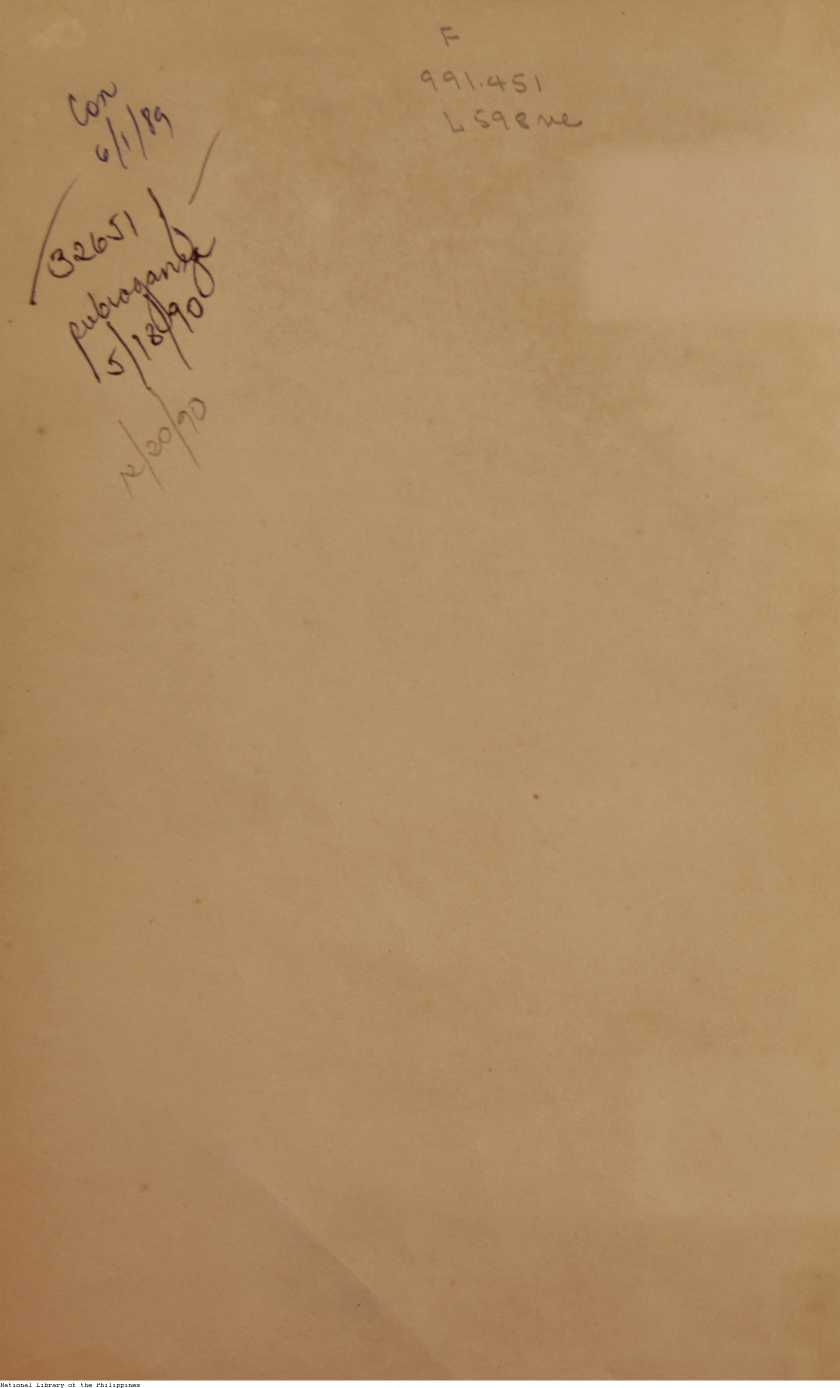 F
991.451
L598ve
Con
6/1/89
32651
5/18/90
12/20/90
National Library of the Philippines